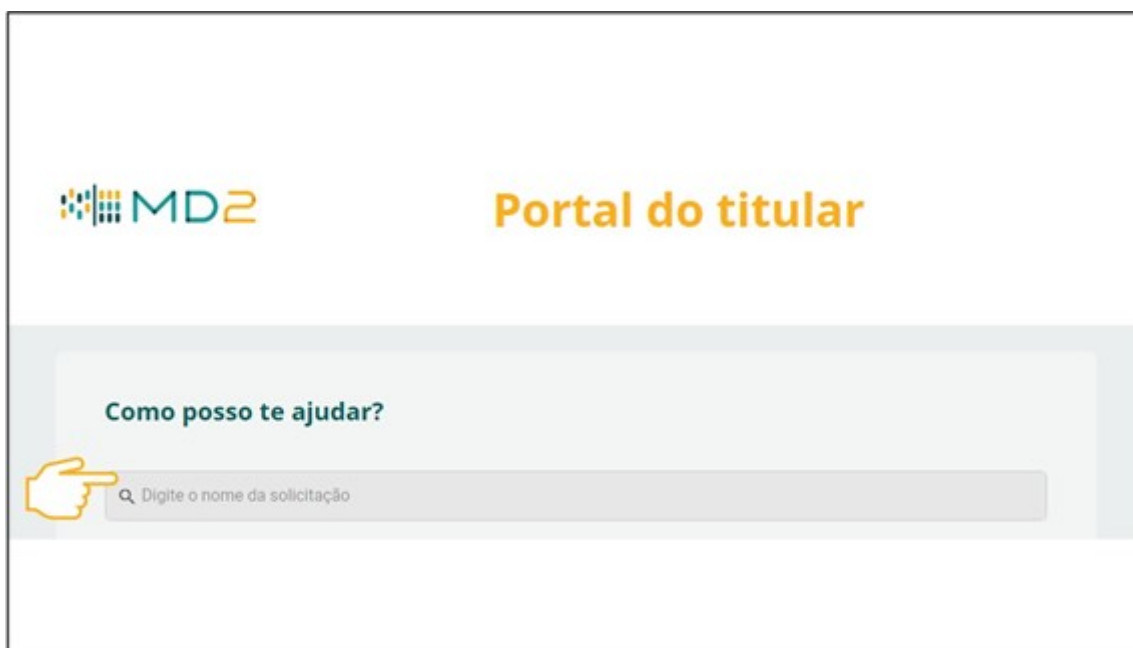 MD2
Portal do titular
Como posso te ajudar?
Digite o nome da solicitação